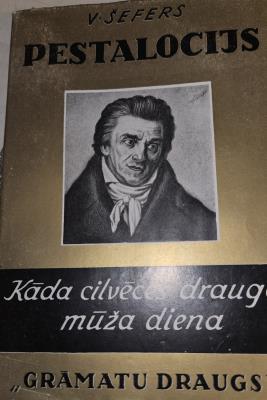 V. ŠEFERS
PESTALOCIJS
Kāda cilvēces drauga
mūža diena
„GRĀMATU DRAUGS"